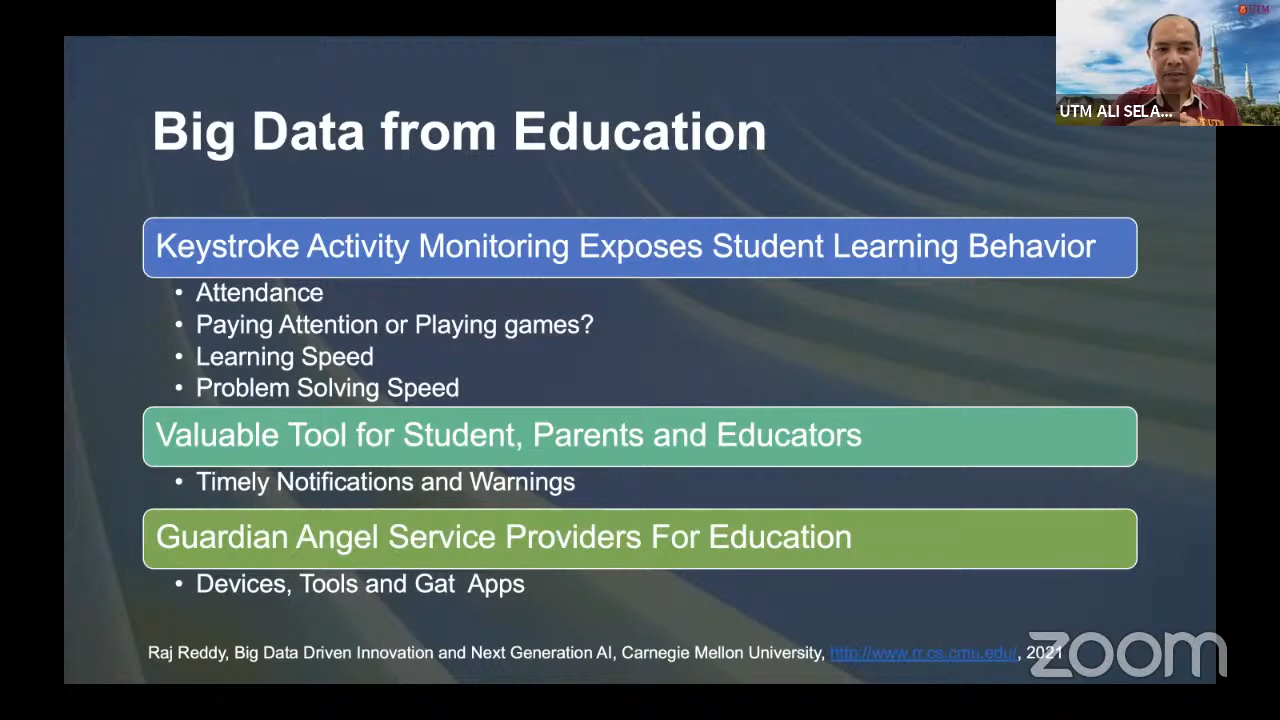 UTM
UTM ALI SELA...
Big Data from Education
Keystroke Activity Monitoring Exposes Student Learning Behavior
• Attendance
• Paying Attention or Playing games?
• Learning Speed
• Problem Solving Speed
Valuable Tool for Student, Parents and Educators
• Timely Notifications and Warnings
Guardian Angel Service Providers For Education
• Devices, Tools and Gat Apps
Raj Reddy, Big Data Driven Innovation and Next Generation AI, Carnegie Mellon University, http://www.rr.cs.cmu.edu/, 2021
zoom